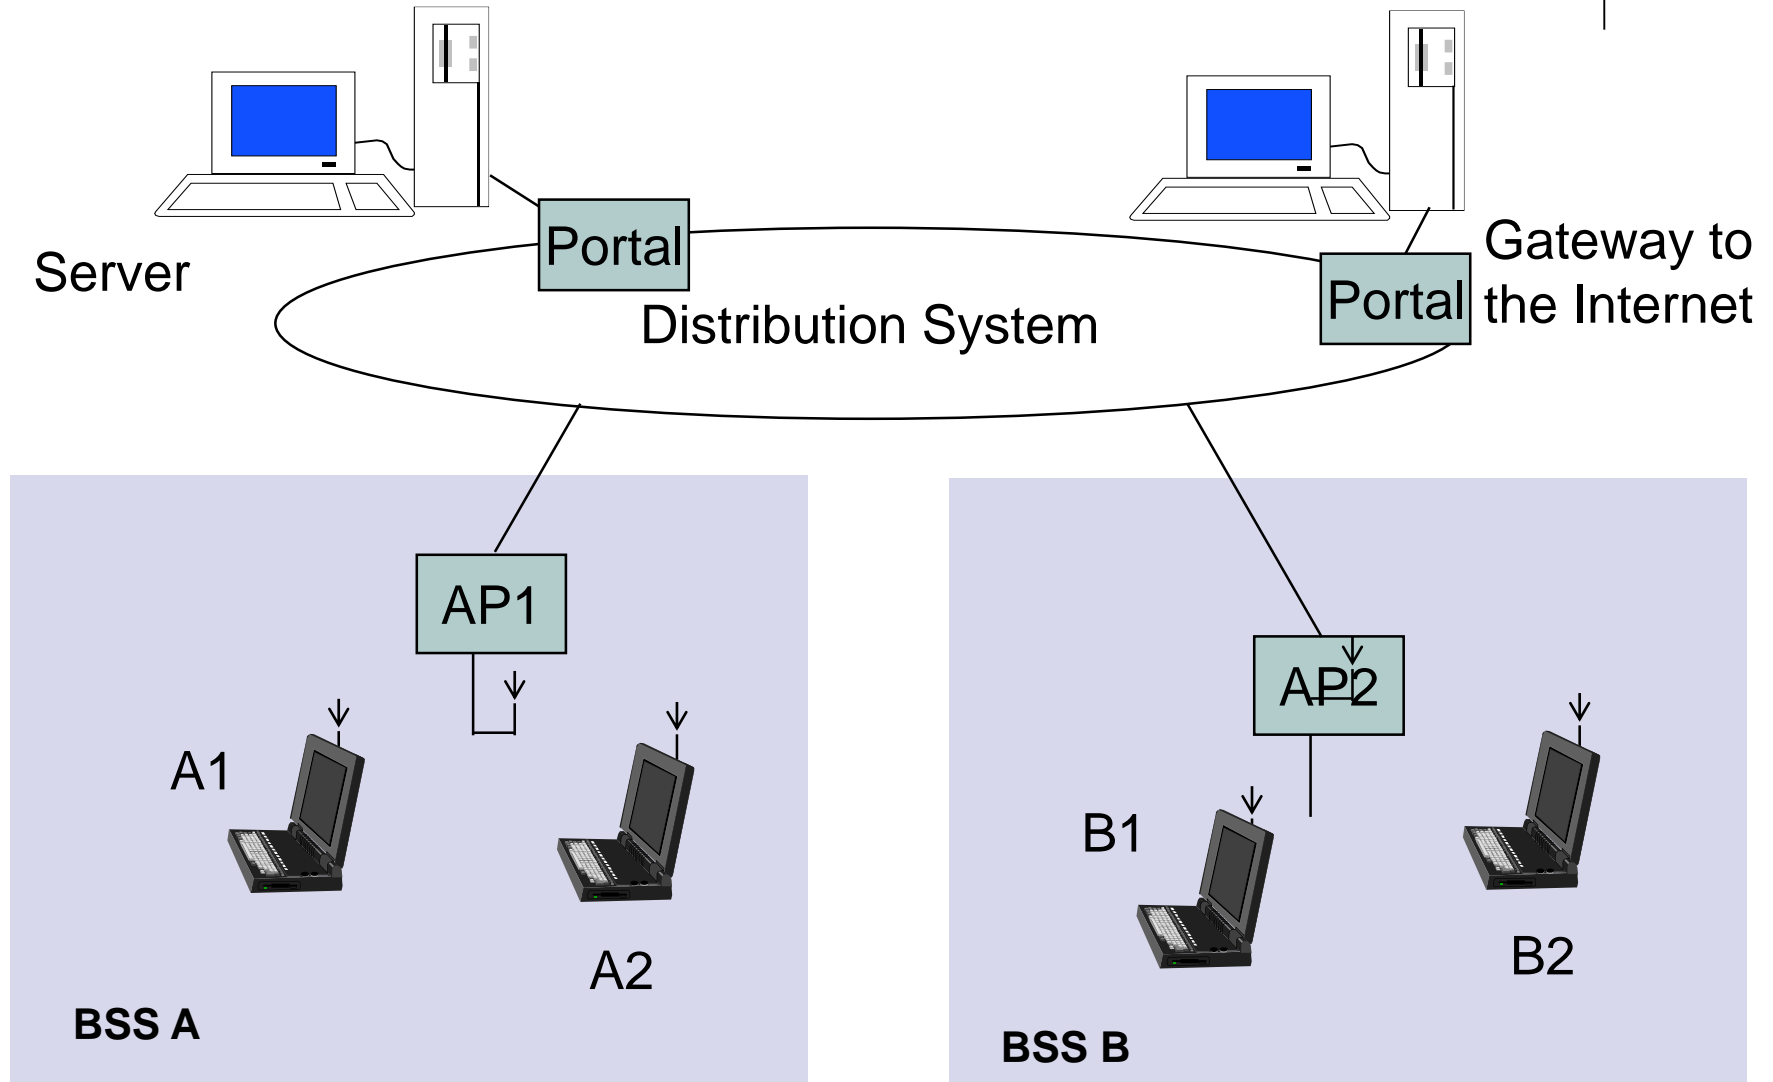 Server
Portal
Distribution System
Portal
Gateway to
the Internet
AP1
AP2
A1
A2
B1
B2
BSS A
BSS B